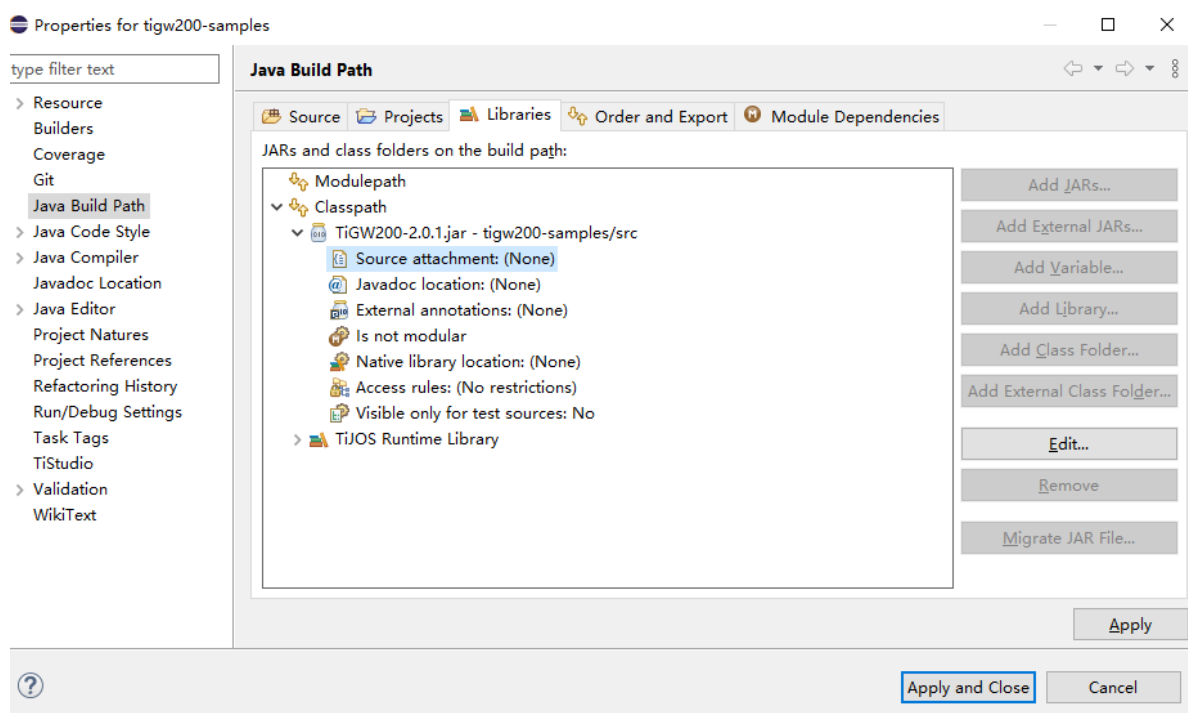 Properties for tigw200-samples
type filter text
Resource
Builders
Coverage
Git
Java Build Path
Java Code Style
Java Compiler
Javadoc Location
Java Editor
Project Natures
Project References
Refactoring History
Run/Debug Settings
Task Tags
TiStudio
Validation
WikiText
Java Build Path
Source
Projects
Libraries
Order and Export
Module Dependencies
JARs and class folders on the build path:
Modulepath
Classpath
TiGW200-2.0.1.jar - tigw200-samples/src
Source attachment: (None)
Javadoc location: (None)
External annotations: (None)
Is not modular
Native library location: (None)
Access rules: (No restrictions)
Visible only for test sources: No
TiJOS Runtime Library
Add JARs...
Add External JARs...
Add Variable...
Add Library...
Add Class Folder...
Add External Class Folder...
Edit...
Remove
Migrate JAR File...
Apply
Apply and Close
Cancel